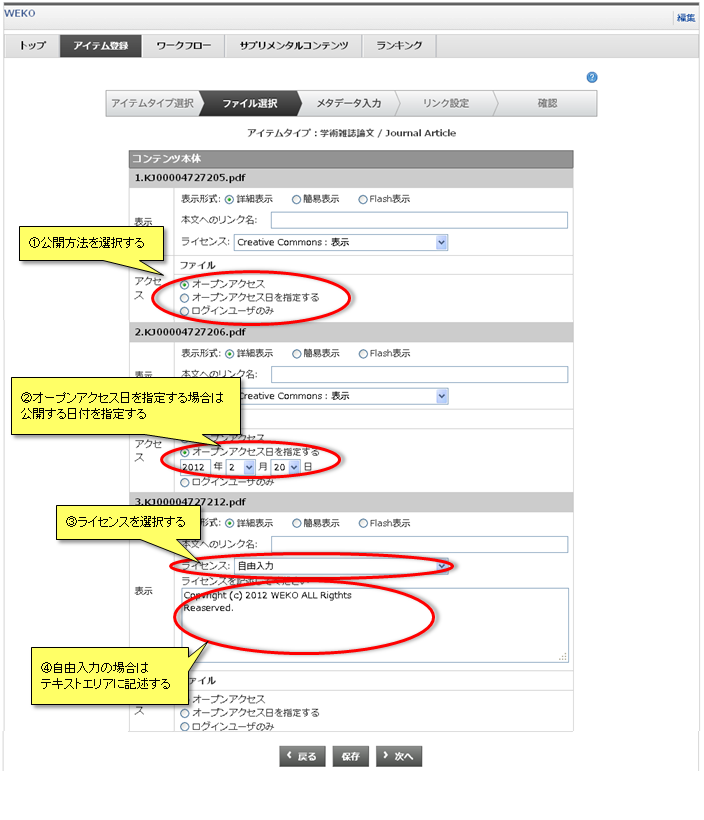 WEKO
編集
トップ アイテム登録 ワークフロー サプリメンタルコンテンツ ランキング
アイテムタイプ選択 ファイル選択 メタデータ入力 リンク設定 確認
アイテムタイプ : 学術雑誌論文 / Journal Article
コンテンツ本体
1.KJ00004727205.pdf
表示形式: 詳細表示 簡易表示 Flash表示
表示
本文へのリンク名:
ライセンス: Creative Commons : 表示
①公開方法を選択する
ファイル
アクセス
オープンアクセス
オープンアクセス日を指定する
ログインユーザのみ
2.KJ00004727206.pdf
表示形式: 詳細表示 簡易表示 Flash表示
表示
本文へのリンク名:
Creative Commons : 表示
②オープンアクセス日を指定する場合は
公開する日付を指定する
アクセス
オープンアクセス
オープンアクセス日を指定する
2012 年 2 月 20 日
ログインユーザのみ
3.KJ00004727212.pdf
形式: 詳細表示 簡易表示 Flash表示
③ライセンスを選択する
本文へのリンク名:
ライセンス: 自由入力
ライセンスを記述してください
表示
Copyright (c) 2012 WEKO ALL Rigthts
Reaserved.
④自由入力の場合は
テキストエリアに記述する
ァイル
ス
オープンアクセス
オープンアクセス日を指定する
ログインユーザのみ
戻る 保存 次へ